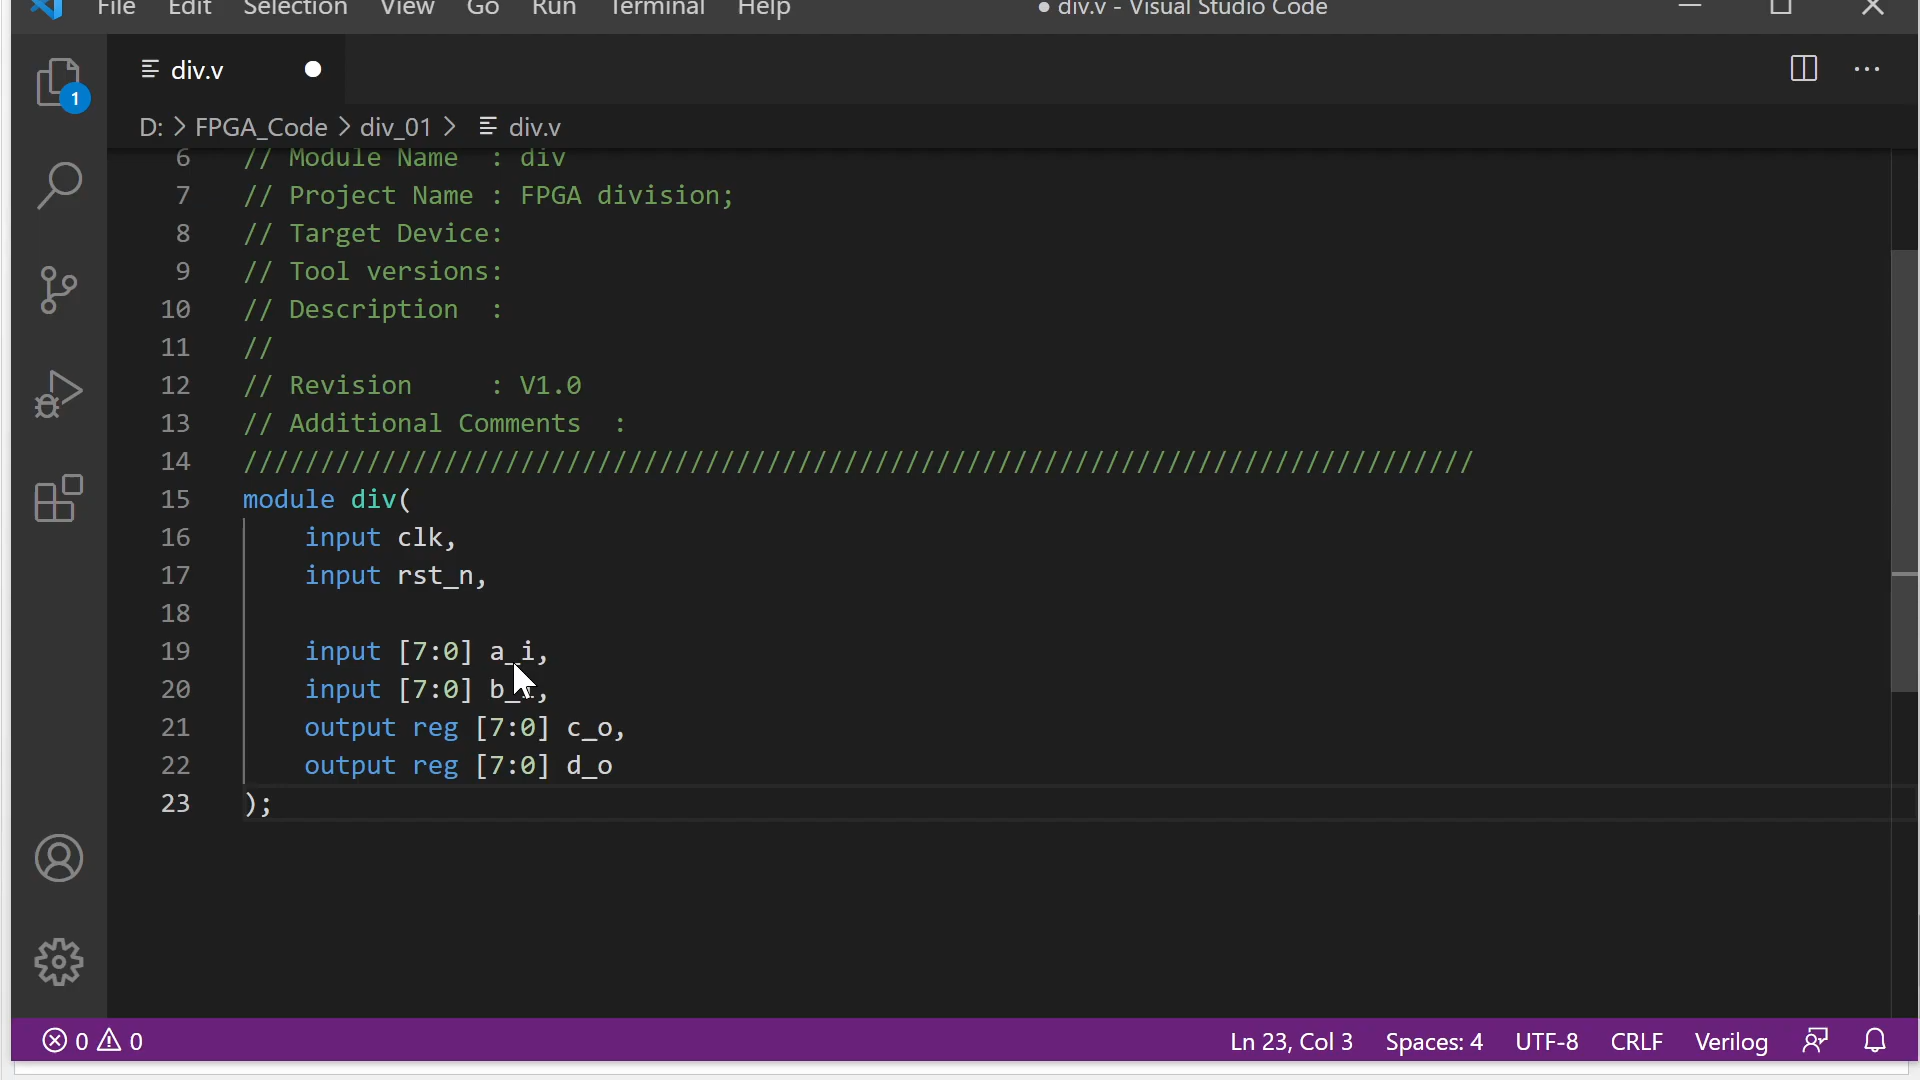 File Edit Selection View Go Run Terminal Help ● div.v - Visual Studio Code
1
div.v
D: > FPGA_Code > div_01 > div.v
6 // Module Name : div
7 // Project Name : FPGA division;
8 // Target Device:
9 // Tool versions:
10 // Description :
11 //
12 // Revision : V1.0
13 // Additional Comments :
14 ////////////////////////////////////////////////////////////////////////////////
15 module div(
16 input clk,
17 input rst_n,
18
19 input [7:0] a_i,
20 input [7:0] b_i,
21 output reg [7:0] c_o,
22 output reg [7:0] d_o
23 );
0 0 Ln 23, Col 3 Spaces: 4 UTF-8 CRLF Verilog